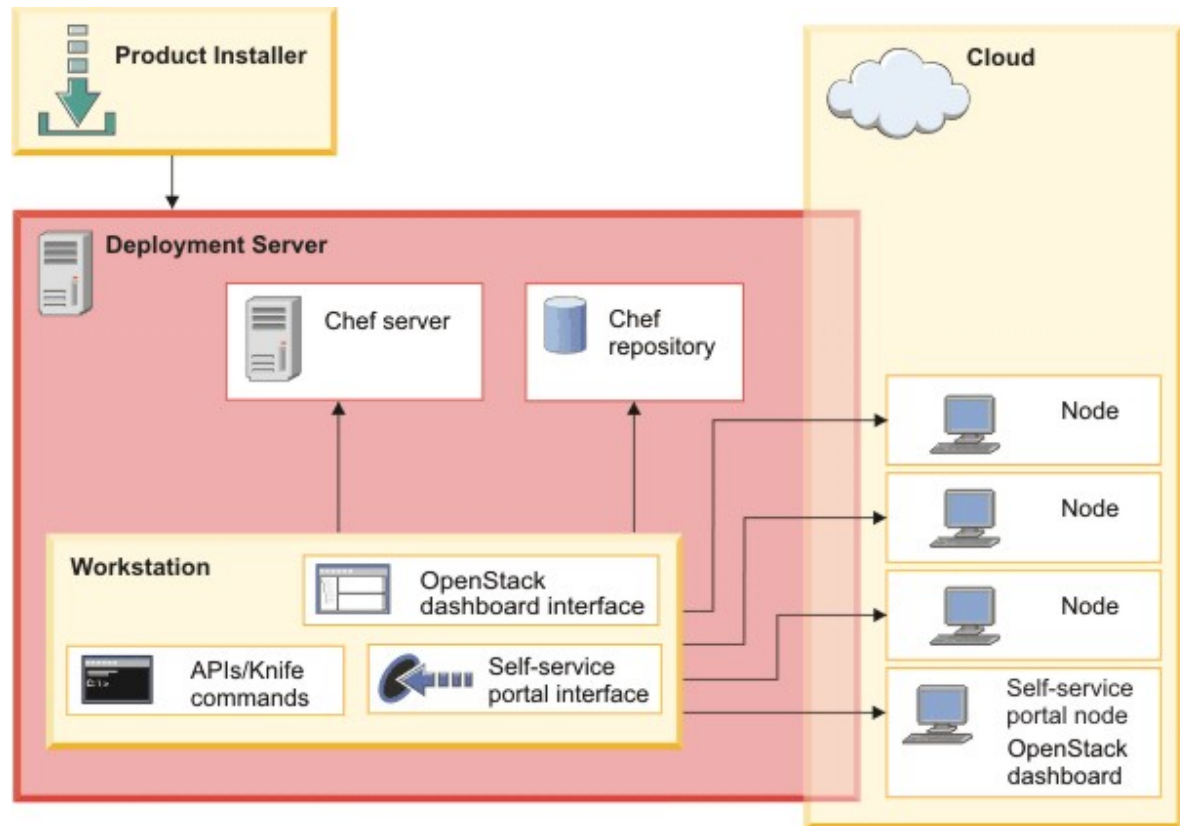 Product Installer
Cloud
Deployment Server
Chef server
Chef
repository
Node
Node
Node
Workstation
OpenStack
dashboard interface
APIs/Knife
commands
Self-service
portal interface
Self-service
portal node
OpenStack
dashboard